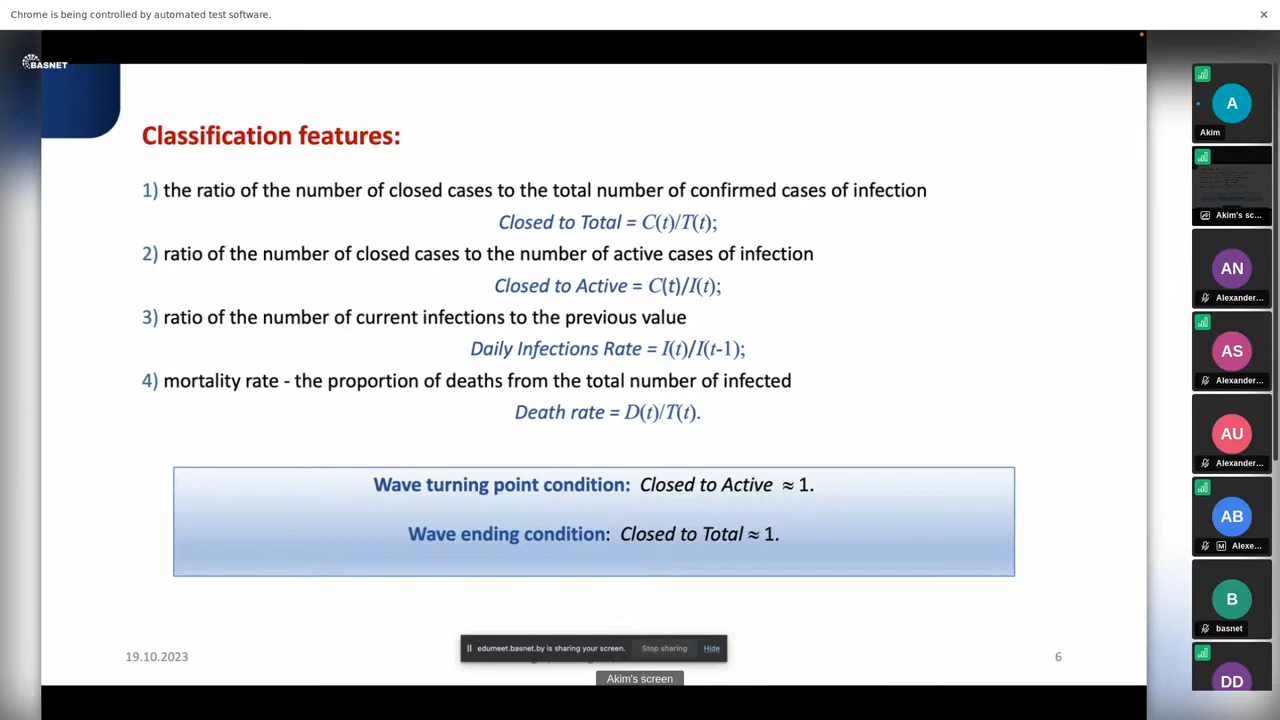 Chrome is being controlled by automated test software.
BASNET
Classification features:
1) the ratio of the number of closed cases to the total number of confirmed cases of infection
Closed to Total = C(t)/T(t);
2) ratio of the number of closed cases to the number of active cases of infection
Closed to Active = C(t)/I(t);
3) ratio of the number of current infections to the previous value
Daily Infections Rate = I(t)/I(t-1);
4) mortality rate - the proportion of deaths from the total number of infected
Death rate = D(t)/T(t).
Wave turning point condition: Closed to Active ≈ 1.
Wave ending condition: Closed to Total ≈ 1.
19.10.2023
edumeet.basnet.by is sharing your screen. Stop sharing Hide
6
Akim's screen
A
Akim
Akim's sc...
AN
Alexander...
AS
Alexander...
AU
Alexander...
AB
M Alexe...
B
basnet
DD